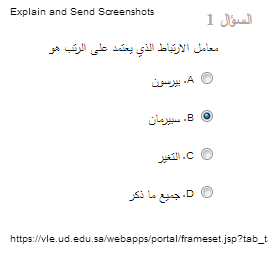 Explain and Send Screenshots
السؤال 1
معامل الارتباط الذي يعتمد على الرتب هو
A. بيرسون
B. سبيرمان
C. التغير
D. جميع ما ذكر
https://vle.ud.edu.sa/webapps/portal/frameset.jsp?tab_t